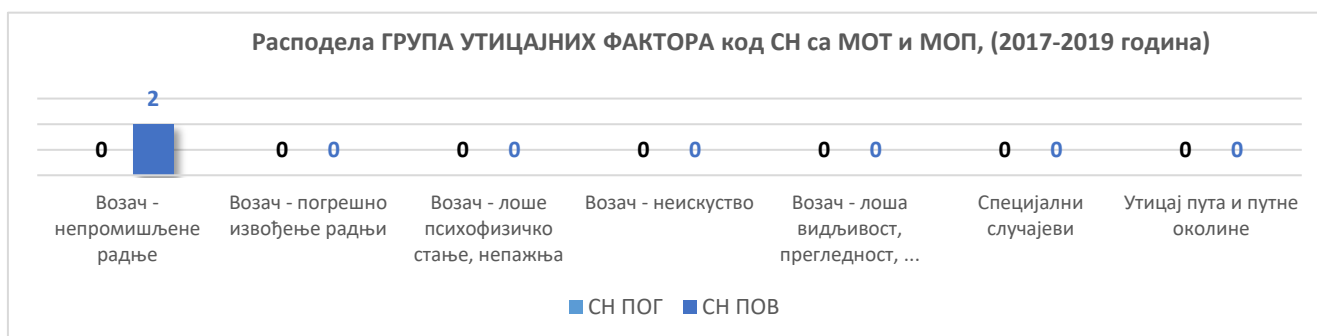 Расподела ГРУПА УТИЦАЈНИХ ФАКТОРА код СН са МОТ и МОП, (2017-2019 година)
2
0 0 0 0 0 0 0 0 0 0 0 0 0
Возач -
непромишљене
радње
Возач - погрешно
извођење радњи
Возач - лоше
психофизичко
стање, непажња
Возач - неискуство
Возач - лоша
видљивост,
прегледност, ...
Специјални
случајеви
Утицај пута и путне
околине
СН ПОГ СН ПОВ